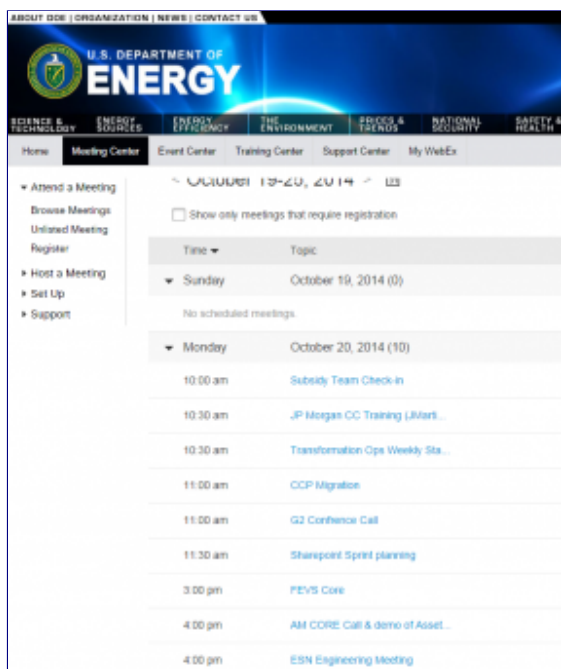 ABOUT DOE | ORGANIZATION | NEWS | CONTACT US
U.S. DEPARTMENT OF
ENERGY
SCIENCE & TECHNOLOGY ENERGY SOURCES ENERGY EFFICIENCY THE ENVIRONMENT PRICES & TRENDS NATIONAL SECURITY SAFETY & HEALTH
Home Meeting Center Event Center Training Center Support Center My WebEx
Attend a Meeting
Browse Meetings
Unlisted Meeting
Register
Host a Meeting
Set Up
Support
< October 19-25, 2014 >
Show only meetings that require registration
Time Topic
Sunday October 19, 2014 (0)
No scheduled meetings.
Monday October 20, 2014 (10)
10:00 am Subsidy Team Check-in
10:30 am JP Morgan CC Training (JMarti...
10:30 am Transformation Ops Weekly Sta...
11:00 am CCP Migration
11:00 am G2 Confrence Call
11:30 am Sharepoint Sprint planning
3:00 pm FEVS Core
4:00 pm AM CORE Call & demo of Asset...
4:00 pm ESN Engineering Meeting